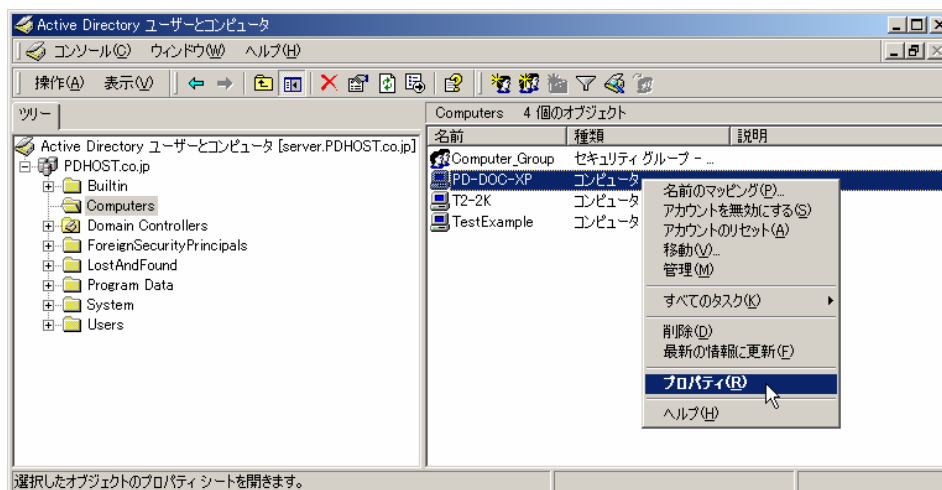 Active Directory ユーザーとコンピュータ
コンソール(C) ウィンドウ(W) ヘルプ(H)
操作(A) 表示(V)
ツリー
Active Directory ユーザーとコンピュータ [server.PDHOST.co.jp]
PDHOST.co.jp
Builtin
Computers
Domain Controllers
ForeignSecurityPrincipals
LostAndFound
Program Data
System
Users
Computers 4 個のオブジェクト
名前 種類 説明
Computer_Group セキュリティ グループ - ...
PD-DOC-XP コンピュータ
T2-2K コンピュータ
TestExample コンピュータ
名前のマッピング(P)...
アカウントを無効にする(S)
アカウントのリセット(A)
移動(V)...
管理(M)
すべてのタスク(K)
削除(D)
最新の情報に更新(F)
プロパティ(R)
ヘルプ(H)
選択したオブジェクトのプロパティ シートを開きます。